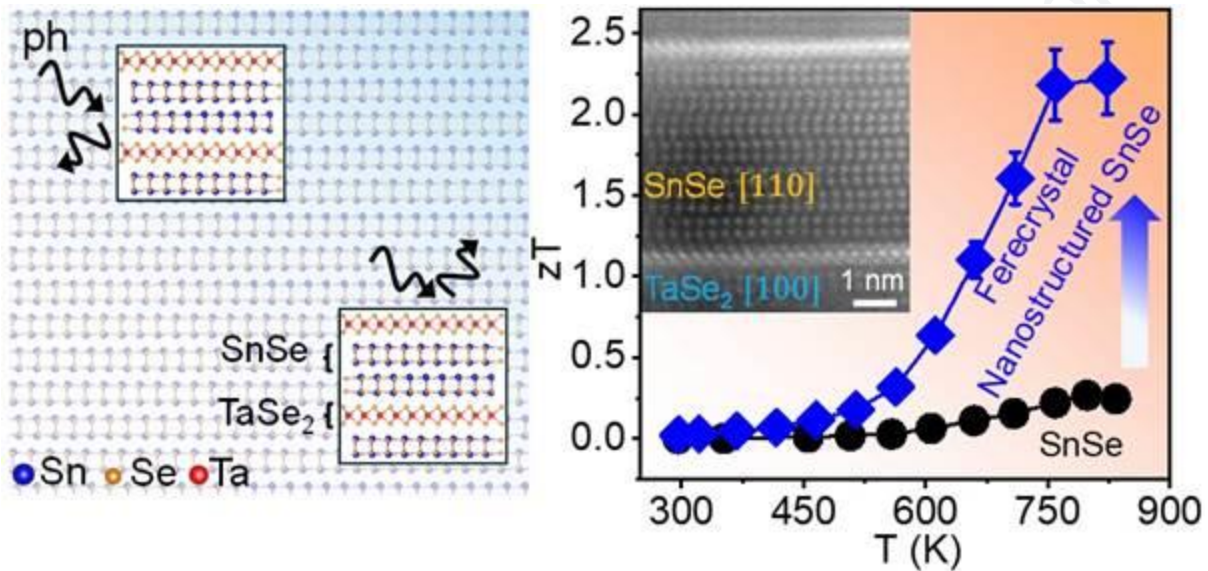 ph
SnSe
TaSe₂
Sn Se Ta
zT
2.5
2.0
1.5
1.0
0.5
0.0
300 450 600 750 900
T (K)
SnSe [110]
TaSe₂ [100]
1 nm
Ferecrystal
Nanostructured SnSe
SnSe